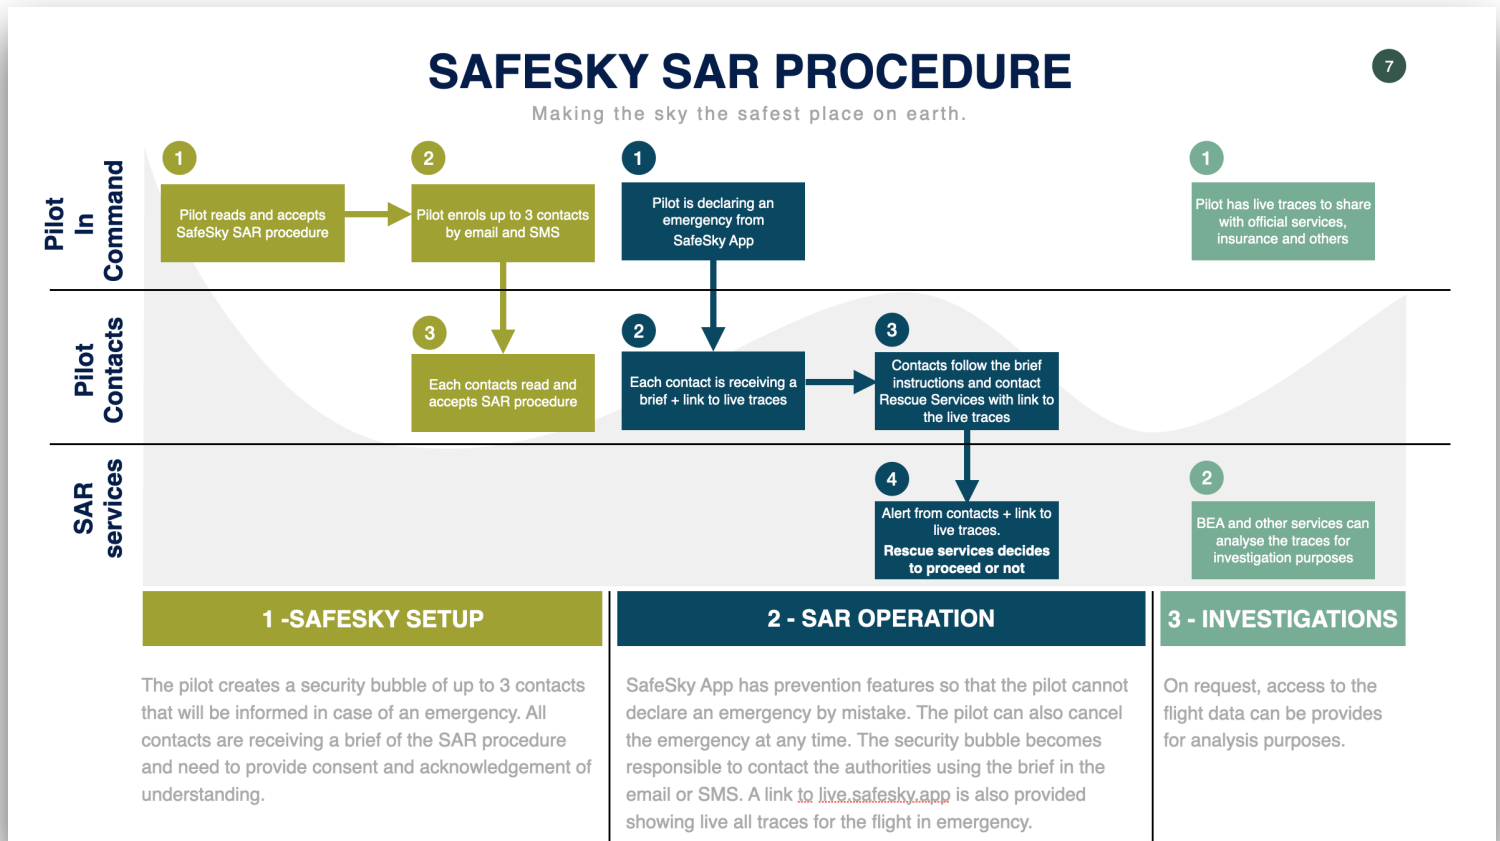 SAFESKY SAR PROCEDURE
7
Making the sky the safest place on earth.
Pilot
In
Command
1
Pilot reads and accepts
SafeSky SAR procedure
2
Pilot enrols up to 3 contacts
by email and SMS
1
Pilot is declaring an
emergency from
SafeSky App
1
Pilot has live traces to share
with official services,
insurance and others
Pilot
Contacts
3
Each contacts read and
accepts SAR procedure
2
Each contact is receiving a
brief + link to live traces
3
Contacts follow the brief
instructions and contact
Rescue Services with link to
the live traces
SAR
services
4
Alert from contacts + link to
live traces.
Rescue services decides
to proceed or not
2
BEA and other services can
analyse the traces for
investigation purposes
1 -SAFESKY SETUP
2 - SAR OPERATION
3 - INVESTIGATIONS
The pilot creates a security bubble of up to 3 contacts
that will be informed in case of an emergency. All
contacts are receiving a brief of the SAR procedure
and need to provide consent and acknowledgement of
understanding.
SafeSky App has prevention features so that the pilot cannot
declare an emergency by mistake. The pilot can also cancel
the emergency at any time. The security bubble becomes
responsible to contact the authorities using the brief in the
email or SMS. A link to live.safesky.app is also provided
showing live all traces for the flight in emergency.
On request, access to the
flight data can be provides
for analysis purposes.